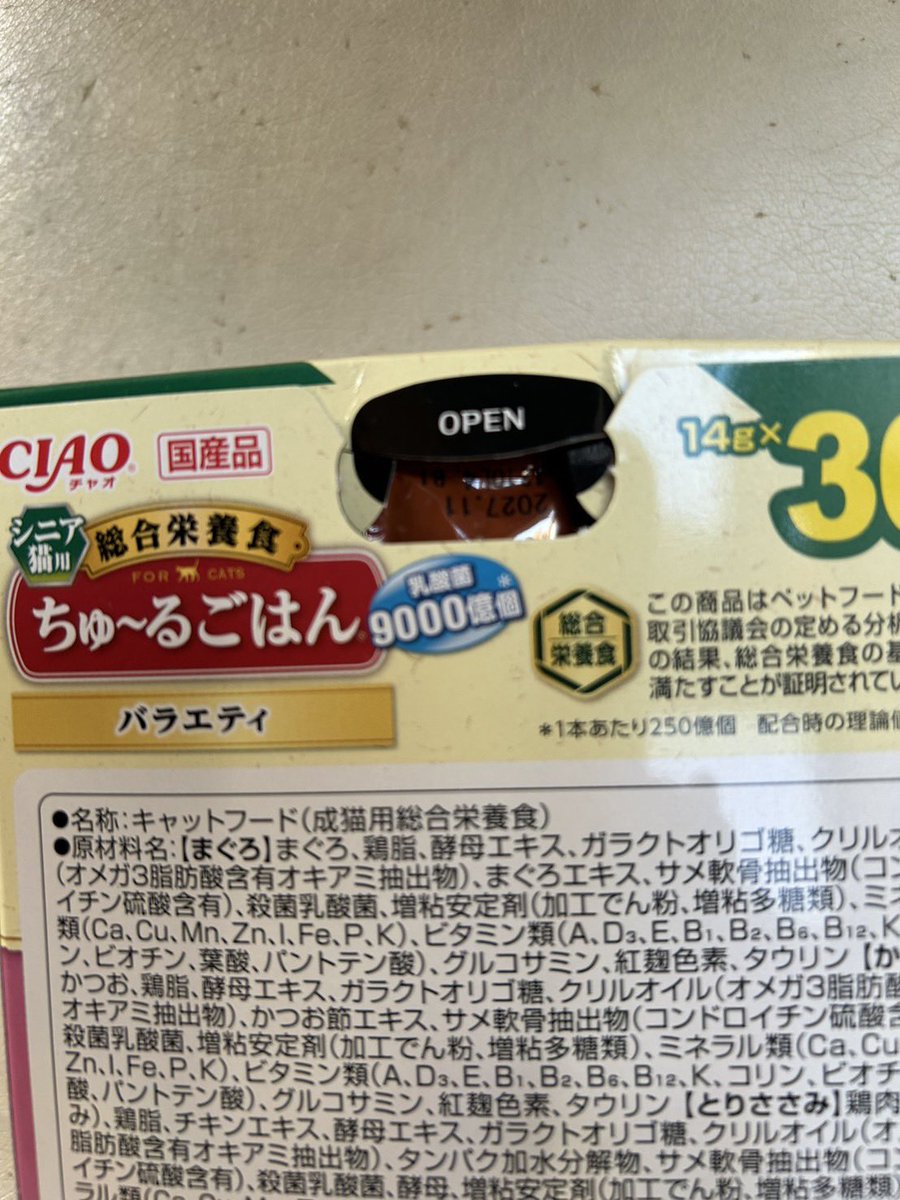 OPEN
14g×30
CIAO
チャオ
国産品
2027.11
シニア
猫用
総合栄養食
FOR CATS
ちゅ〜るごはん
乳酸菌
9000億個*
バラエティ
総合
栄養食
この商品はペットフード
取引協議会の定める分析
の結果、総合栄養食の基
満たすことが証明されてい
*1本あたり250億個 配合時の理論値
●名称:キャットフード(成猫用総合栄養食)
●原材料名:【まぐろ】まぐろ、鶏脂、酵母エキス、ガラクトオリゴ糖、クリルオ
(オメガ3脂肪酸含有オキアミ抽出物)、まぐろエキス、サメ軟骨抽出物(コン
イチン硫酸含有)、殺菌乳酸菌、増粘安定剤(加工でん粉、増粘多糖類)、ミネ
類(Ca、Cu、Mn、Zn、I、Fe、P、K)、ビタミン類(A、D₃、E、B₁、B₂、B₆、B₁₂、K
ン、ビオチン、葉酸、パントテン酸)、グルコサミン、紅麹色素、タウリン【か
かつお、鶏脂、酵母エキス、ガラクトオリゴ糖、クリルオイル(オメガ3脂肪酸
オキアミ抽出物)、かつお節エキス、サメ軟骨抽出物(コンドロイチン硫酸含
殺菌乳酸菌、増粘安定剤(加工でん粉、増粘多糖類)、ミネラル類(Ca、Cu
Zn、I、Fe、P、K)、ビタミン類(A、D₃、E、B₁、B₂、B₆、B₁₂、K、コリン、ビオチ
酸、パントテン酸)、グルコサミン、紅麹色素、タウリン【とりささみ】鶏肉
み)、鶏脂、チキンエキス、酵母エキス、ガラクトオリゴ糖、クリルオイル(オ
脂肪酸含有オキアミ抽出物)、タンパク加水分解物、サメ軟骨抽出物(コ
イチン硫酸含有)、殺菌乳酸菌、酵母、増粘安定剤(加工でん粉、増粘多糖類)
ラル類(Ca、Cu、M